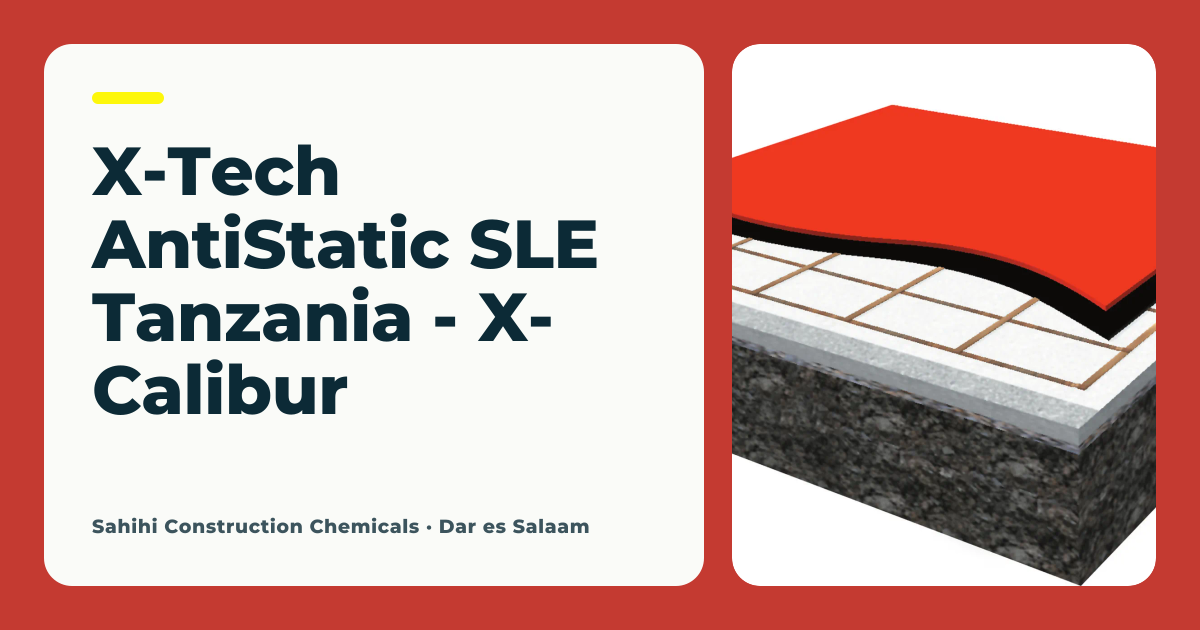 X-Tech
AntiStatic SLE
Tanzania - X-
Calibur
Sahihi Construction Chemicals · Dar es Salaam